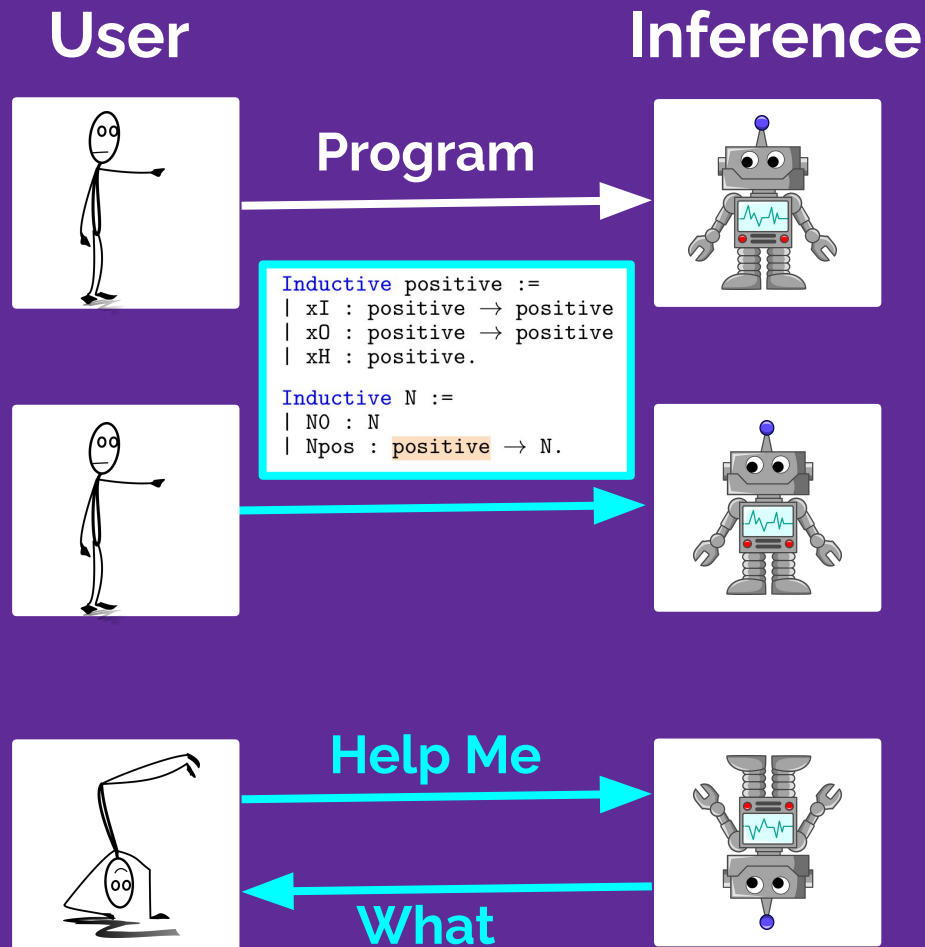 User
Inference
Program
Inductive positive :=
| xI : positive → positive
| xO : positive → positive
| xH : positive.
Inductive N :=
| N0 : N
| Npos : positive → N.
Help Me
What